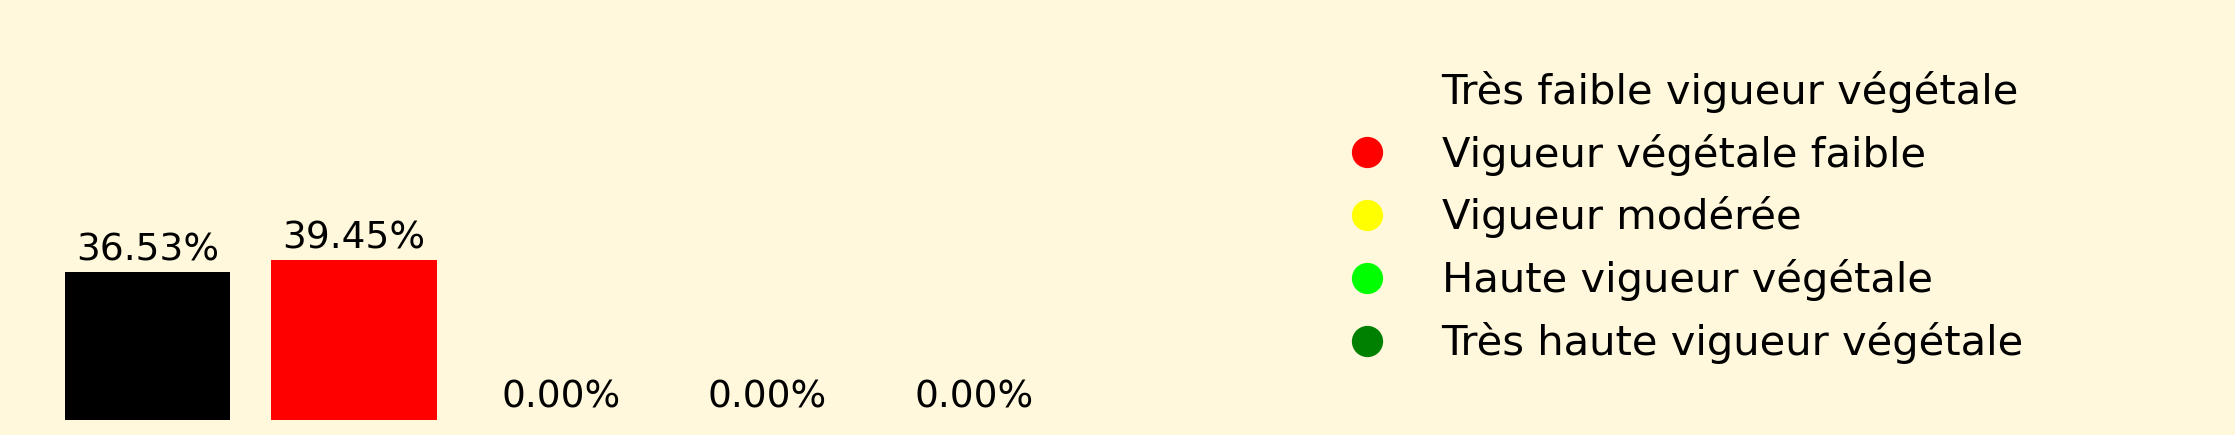 36.53%
39.45%
0.00%
0.00%
0.00%
Très faible vigueur végétale
Vigueur végétale faible
Vigueur modérée
Haute vigueur végétale
Très haute vigueur végétale